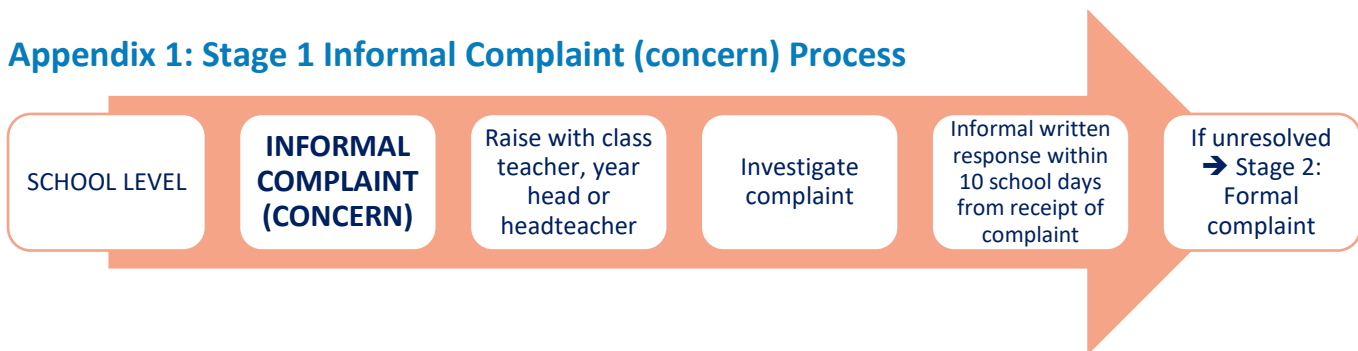 Appendix 1: Stage 1 Informal Complaint (concern) Process
SCHOOL LEVEL
INFORMAL
COMPLAINT
(CONCERN)
Raise with class
teacher, year
head or
headteacher
Investigate
complaint
Informal written
response within
10 school days
from receipt of
complaint
If unresolved
➔ Stage 2:
Formal
complaint